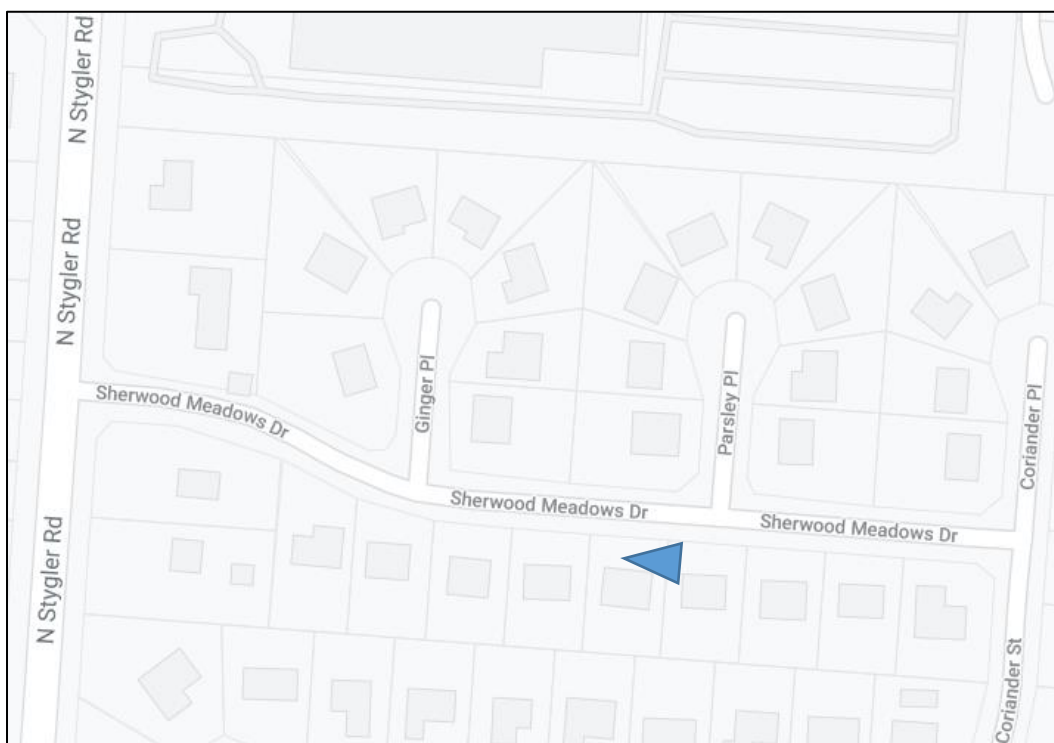 N Stygler Rd
N Stygler Rd
Sherwood Meadows Dr
Ginger Pl
Parsley Pl
Coriander Pl
Sherwood Meadows Dr
Sherwood Meadows Dr
N Stygler Rd
Coriander St